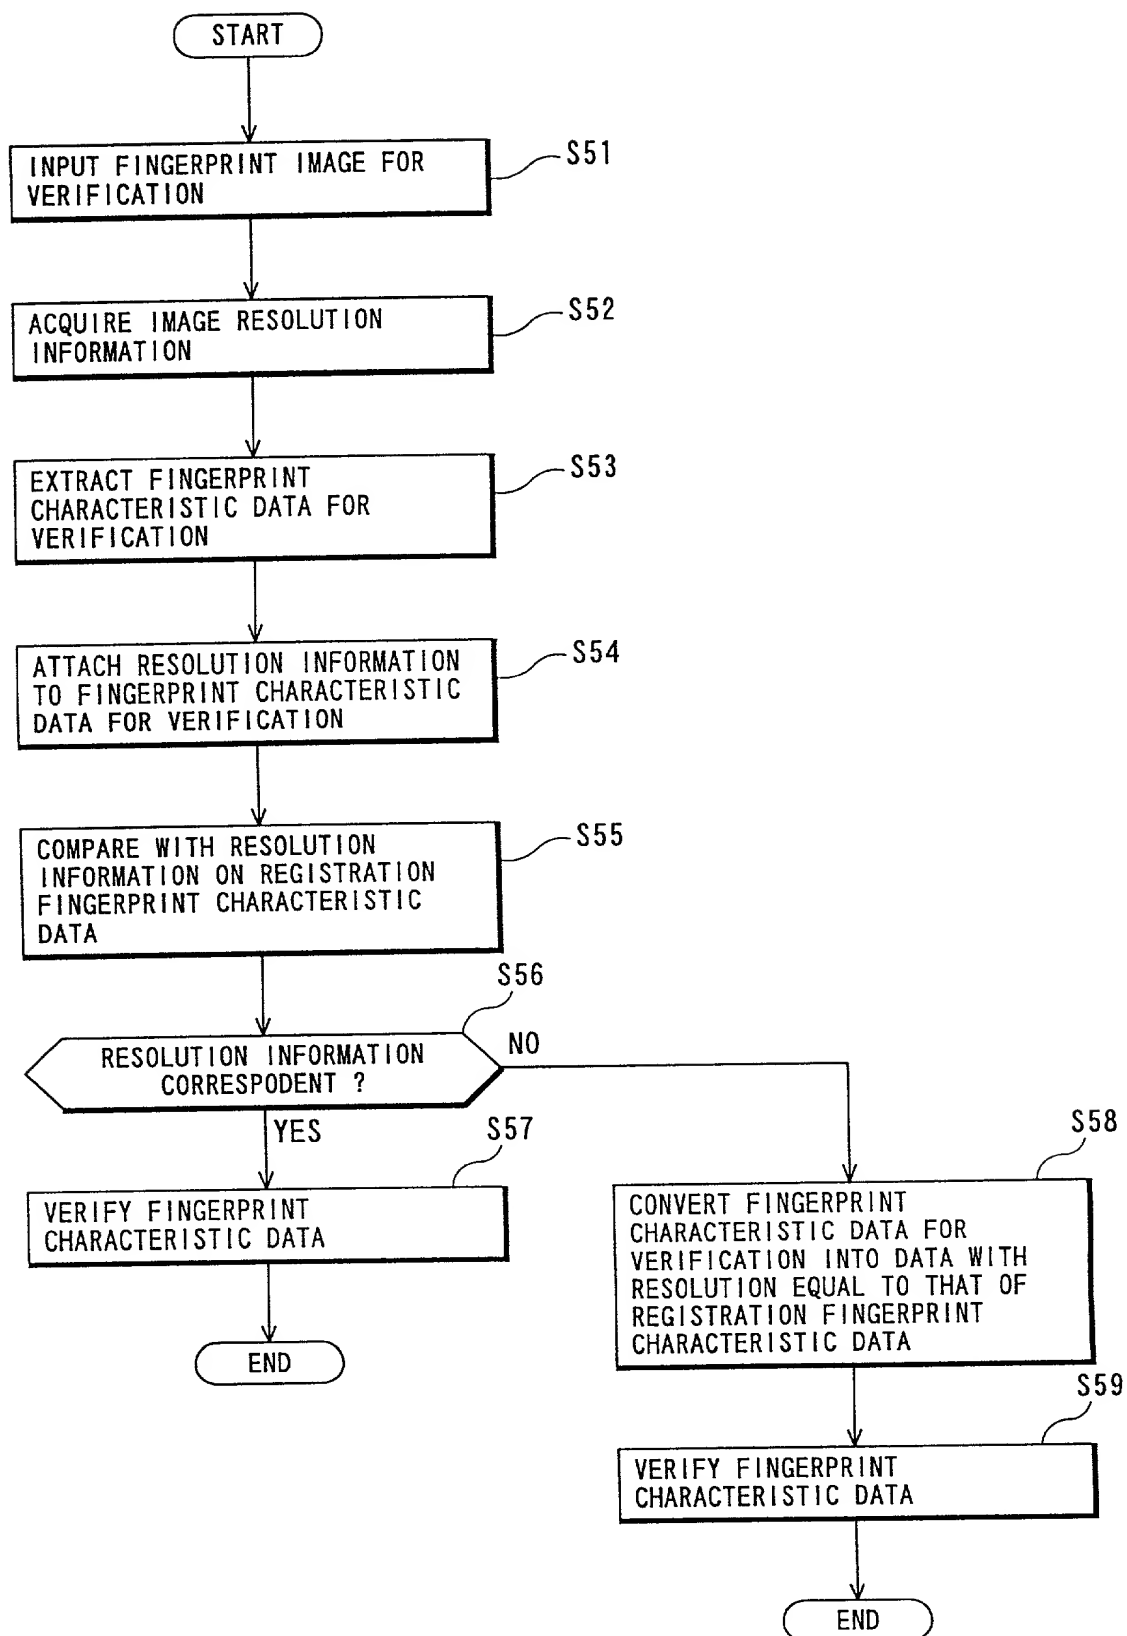 START
INPUT FINGERPRINT IMAGE FOR
VERIFICATION
S51
ACQUIRE IMAGE RESOLUTION
INFORMATION
S52
EXTRACT FINGERPRINT
CHARACTERISTIC DATA FOR
VERIFICATION
S53
ATTACH RESOLUTION INFORMATION
TO FINGERPRINT CHARACTERISTIC
DATA FOR VERIFICATION
S54
COMPARE WITH RESOLUTION
INFORMATION ON REGISTRATION
FINGERPRINT CHARACTERISTIC
DATA
S55
S56
RESOLUTION INFORMATION
CORRESPODENT ?
NO
YES
S57
VERIFY FINGERPRINT
CHARACTERISTIC DATA
END
S58
CONVERT FINGERPRINT
CHARACTERISTIC DATA FOR
VERIFICATION INTO DATA WITH
RESOLUTION EQUAL TO THAT OF
REGISTRATION FINGERPRINT
CHARACTERISTIC DATA
S59
VERIFY FINGERPRINT
CHARACTERISTIC DATA
END